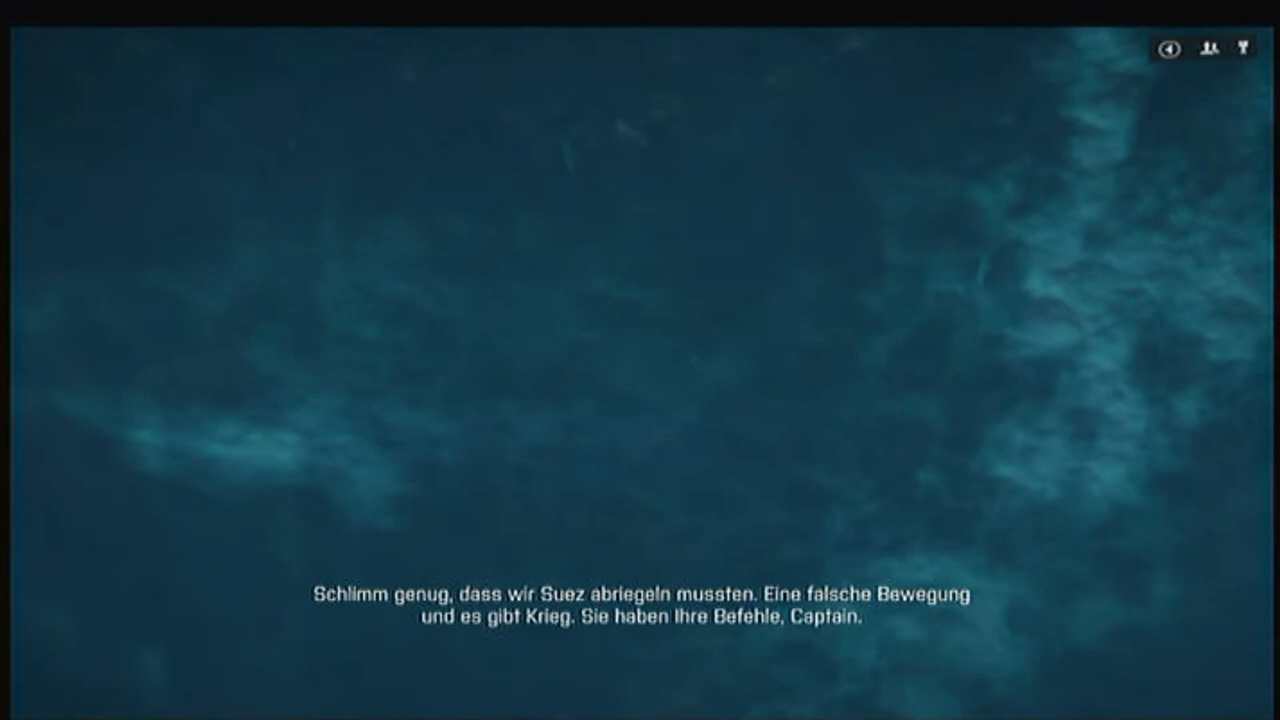 Schlimm genug, dass wir Suez abriegeln mussten. Eine falsche Bewegung
und es gibt Krieg. Sie haben Ihre Befehle, Captain.